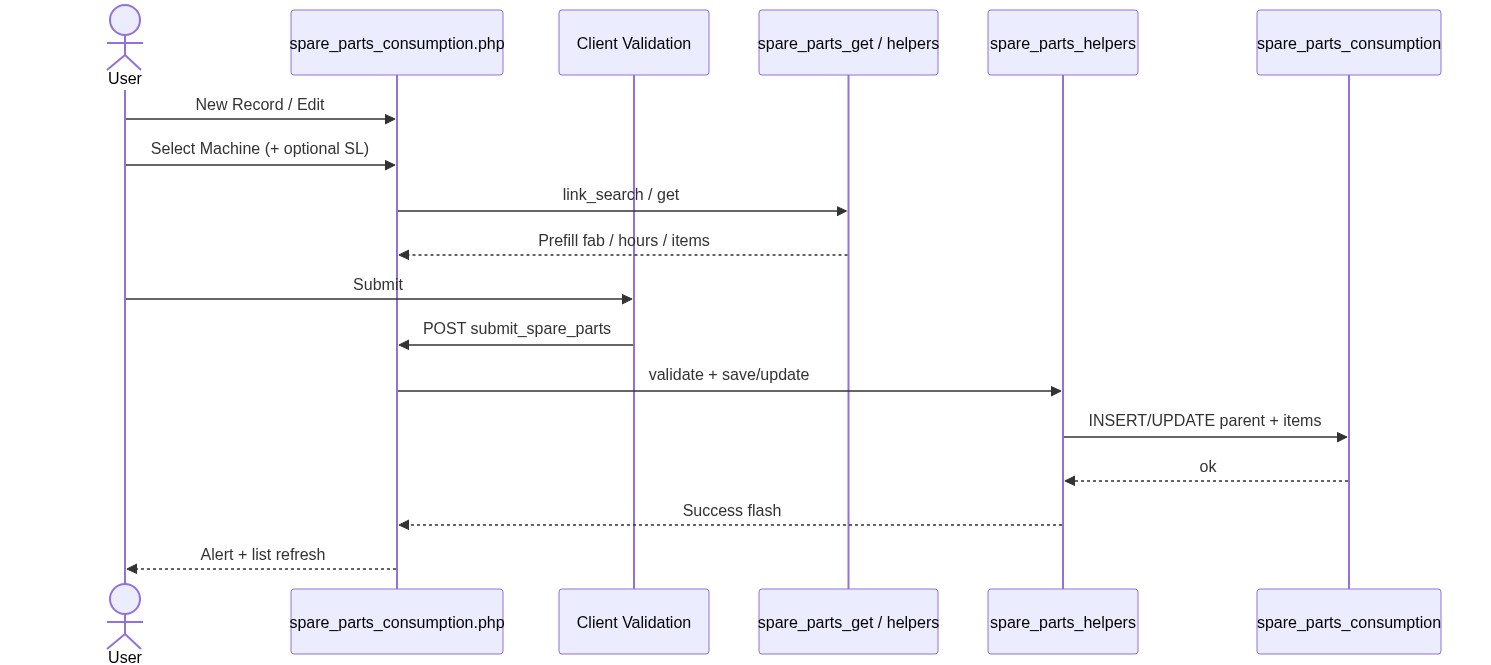 spare_parts_consumption.php
Client Validation
spare_parts_get / helpers
spare_parts_helpers
spare_parts_consumption
User
New Record / Edit
Select Machine (+ optional SL)
link_search / get
Prefill fab / hours / items
Submit
POST submit_spare_parts
validate + save/update
INSERT/UPDATE parent + items
ok
Success flash
Alert + list refresh
spare_parts_consumption.php
Client Validation
spare_parts_get / helpers
spare_parts_helpers
spare_parts_consumption
User